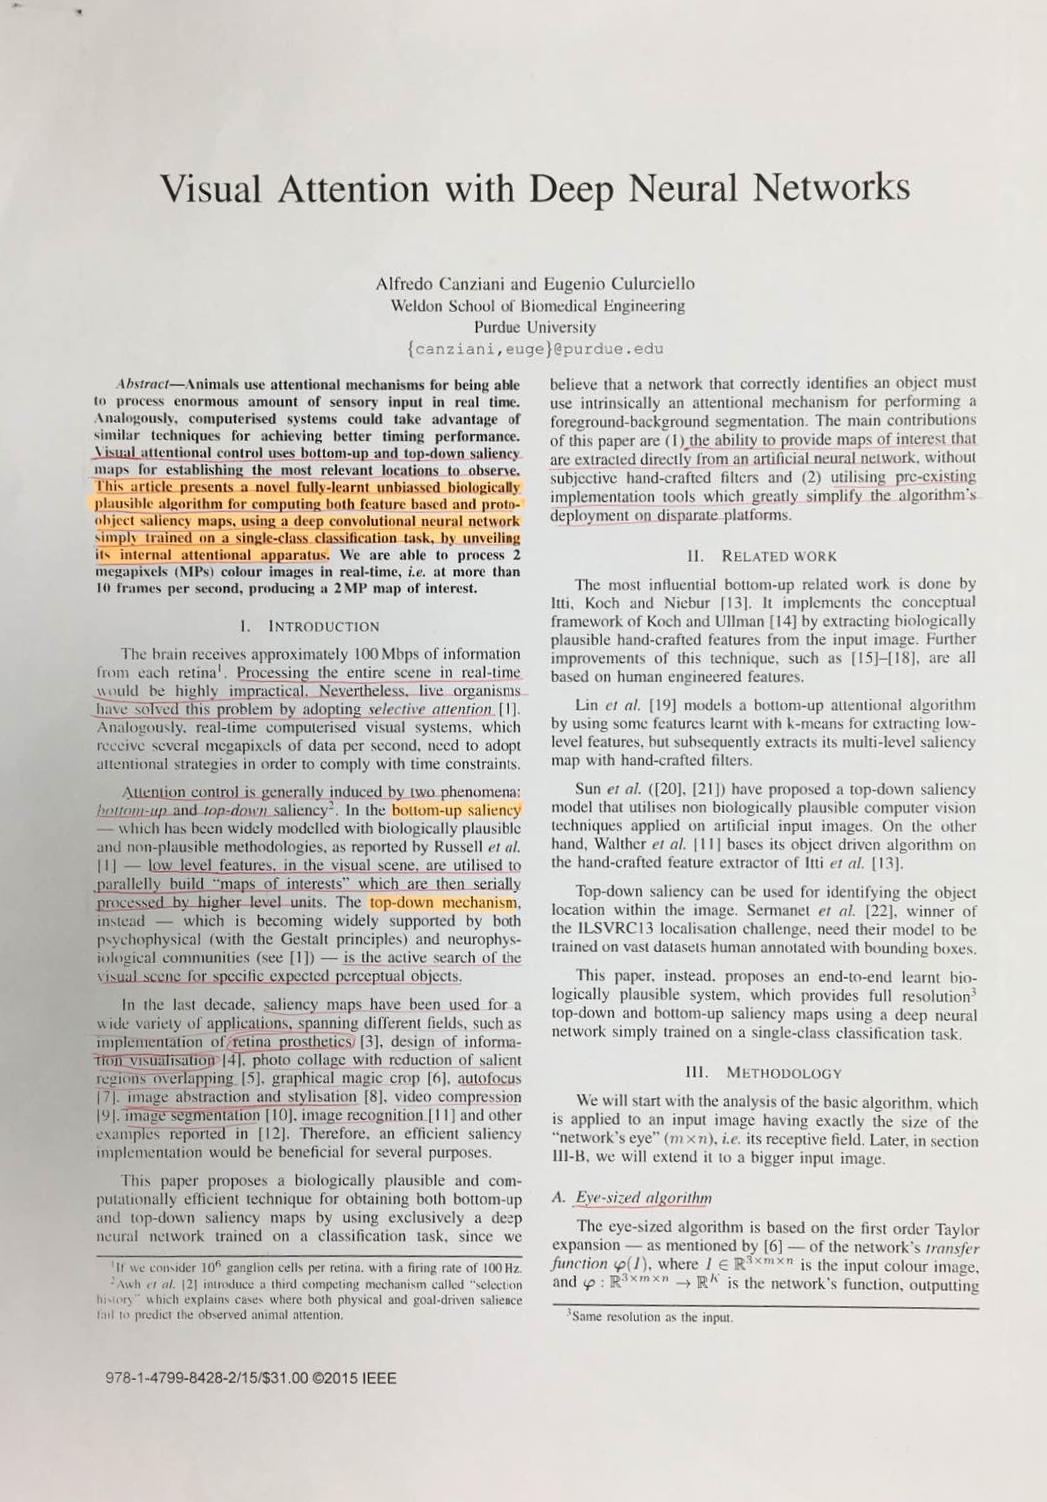 Visual Attention with Deep Neural Networks
Alfredo Canziani and Eugenio Culurciello
Weldon School of Biomedical Engineering
Purdue University
{canziani,euge}@purdue.edu
Abstract—Animals use attentional mechanisms for being able
to process enormous amount of sensory input in real time.
Analogously, computerised systems could take advantage of
similar techniques for achieving better timing performance.
Visual attentional control uses bottom-up and top-down saliency
maps for establishing the most relevant locations to observe.
This article presents a novel fully-learnt unbiassed biologically
plausible algorithm for computing both feature based and proto-
object saliency maps, using a deep convolutional neural network
simply trained on a single-class classification task, by unveiling
its internal attentional apparatus. We are able to process 2
megapixels (MPs) colour images in real-time, i.e. at more than
10 frames per second, producing a 2 MP map of interest.
I. INTRODUCTION
The brain receives approximately 100 Mbps of information
from each retina¹. Processing the entire scene in real-time
would be highly impractical. Nevertheless, live organisms
have solved this problem by adopting selective attention [1].
Analogously, real-time computerised visual systems, which
receive several megapixels of data per second, need to adopt
attentional strategies in order to comply with time constraints.
Attention control is generally induced by two phenomena:
bottom-up and top-down saliency². In the bottom-up saliency
— which has been widely modelled with biologically plausible
and non-plausible methodologies, as reported by Russell et al.
[1] — low level features, in the visual scene, are utilised to
parallelly build “maps of interests” which are then serially
processed by higher level units. The top-down mechanism,
instead — which is becoming widely supported by both
psychophysical (with the Gestalt principles) and neurophys-
iological communities (see [1]) — is the active search of the
visual scene for specific expected perceptual objects.
In the last decade, saliency maps have been used for a
wide variety of applications, spanning different fields, such as
implementation of retina prosthetics [3], design of informa-
tion visualisation [4], photo collage with reduction of salient
regions overlapping [5], graphical magic crop [6], autofocus
[7], image abstraction and stylisation [8], video compression
[9], image segmentation [10], image recognition [11] and other
examples reported in [12]. Therefore, an efficient saliency
implementation would be beneficial for several purposes.
This paper proposes a biologically plausible and com-
putationally efficient technique for obtaining both bottom-up
and top-down saliency maps by using exclusively a deep
neural network trained on a classification task, since we
¹If we consider 10⁶ ganglion cells per retina, with a firing rate of 100 Hz.
²Awh et al. [2] introduce a third competing mechanism called “selection
history” which explains cases where both physical and goal-driven salience
fail to predict the observed animal attention.
believe that a network that correctly identifies an object must
use intrinsically an attentional mechanism for performing a
foreground-background segmentation. The main contributions
of this paper are (1) the ability to provide maps of interest that
are extracted directly from an artificial neural network, without
subjective hand-crafted filters and (2) utilising pre-existing
implementation tools which greatly simplify the algorithm’s
deployment on disparate platforms.
II. RELATED WORK
The most influential bottom-up related work is done by
Itti, Koch and Niebur [13]. It implements the conceptual
framework of Koch and Ullman [14] by extracting biologically
plausible hand-crafted features from the input image. Further
improvements of this technique, such as [15]–[18], are all
based on human engineered features.
Lin et al. [19] models a bottom-up attentional algorithm
by using some features learnt with k-means for extracting low-
level features, but subsequently extracts its multi-level saliency
map with hand-crafted filters.
Sun et al. ([20], [21]) have proposed a top-down saliency
model that utilises non biologically plausible computer vision
techniques applied on artificial input images. On the other
hand, Walther et al. [11] bases its object driven algorithm on
the hand-crafted feature extractor of Itti et al. [13].
Top-down saliency can be used for identifying the object
location within the image. Sermanet et al. [22], winner of
the ILSVRC13 localisation challenge, need their model to be
trained on vast datasets human annotated with bounding boxes.
This paper, instead, proposes an end-to-end learnt bio-
logically plausible system, which provides full resolution³
top-down and bottom-up saliency maps using a deep neural
network simply trained on a single-class classification task.
III. METHODOLOGY
We will start with the analysis of the basic algorithm, which
is applied to an input image having exactly the size of the
“network’s eye” (m×n), i.e. its receptive field. Later, in section
III-B, we will extend it to a bigger input image.
A. Eye-sized algorithm
The eye-sized algorithm is based on the first order Taylor
expansion — as mentioned by [6] — of the network’s transfer
function φ(I), where I ∈ ℝ³ˣᵐˣⁿ is the input colour image,
and φ : ℝ³ˣᵐˣⁿ → ℝᴷ is the network’s function, outputting
³Same resolution as the input.
978-1-4799-8428-2/15/$31.00 ©2015 IEEE